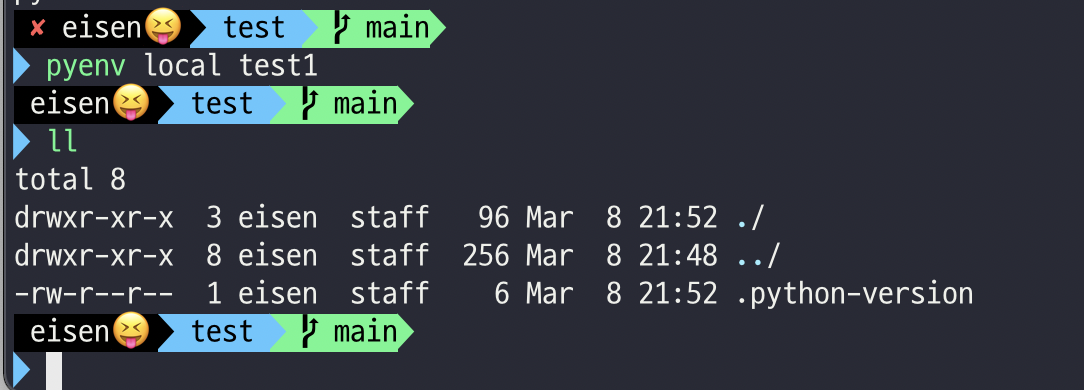 ✘ eisen😝 test main
pyenv local test1
eisen😝 test main
ll
total 8
drwxr-xr-x  3 eisen  staff   96 Mar  8 21:52 ./
drwxr-xr-x  8 eisen  staff  256 Mar  8 21:48 ../
-rw-r--r--  1 eisen  staff    6 Mar  8 21:52 .python-version
eisen😝 test main